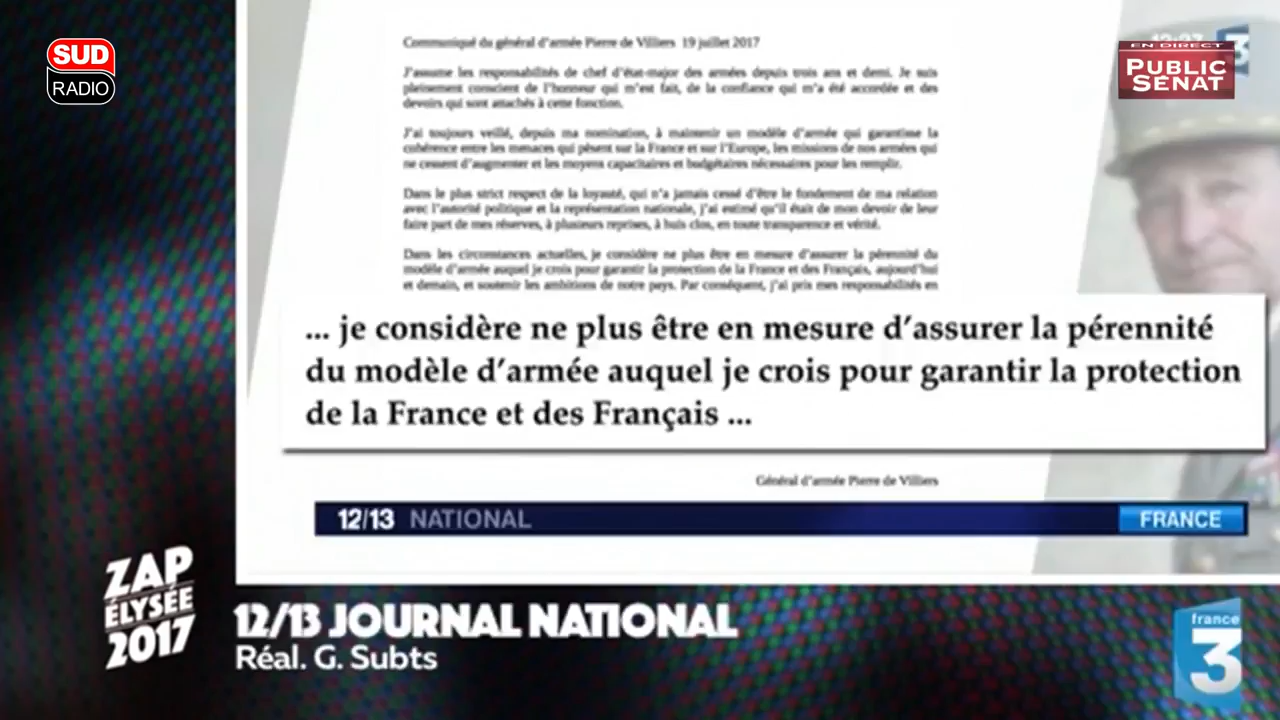 SUD
RADIO
Communiqué du général d'armée Pierre de Villiers 19 juillet 2017
12:27
3
EN DIRECT
PUBLIC
SÉNAT
J'assume les responsabilités de chef d'état-major des armées depuis trois ans et demi. Je suis
pleinement conscient de l'honneur qui m'est fait, de la confiance qui m'a été accordée et des
devoirs qui sont attachés à cette fonction.
J'ai toujours veillé, depuis ma nomination, à maintenir un modèle d'armée qui garantisse la
cohérence entre les menaces qui pèsent sur la France et sur l'Europe, les missions de nos armées qui
ne cessent d'augmenter et les moyens capacitaires et budgétaires nécessaires pour les remplir.
Dans le plus strict respect de la loyauté, qui n'a jamais cessé d'être le fondement de ma relation
avec l'autorité politique et la représentation nationale, j'ai estimé qu'il était de mon devoir de leur
faire part de mes réserves, à plusieurs reprises, à huis clos, en toute transparence et vérité.
Dans les circonstances actuelles, je considère ne plus être en mesure d'assurer la pérennité du
modèle d'armée auquel je crois pour garantir la protection de la France et des Français, aujourd'hui
et demain, et soutenir les ambitions de notre pays. Par conséquent, j'ai pris mes responsabilités en
... je considère ne plus être en mesure d'assurer la pérennité
du modèle d'armée auquel je crois pour garantir la protection
de la France et des Français ...
Général d'armée Pierre de Villiers
12/13 NATIONAL
FRANCE
ZAP
ÉLYSÉE
2017
12/13 JOURNAL NATIONAL
Réal. G. Subts
france
3